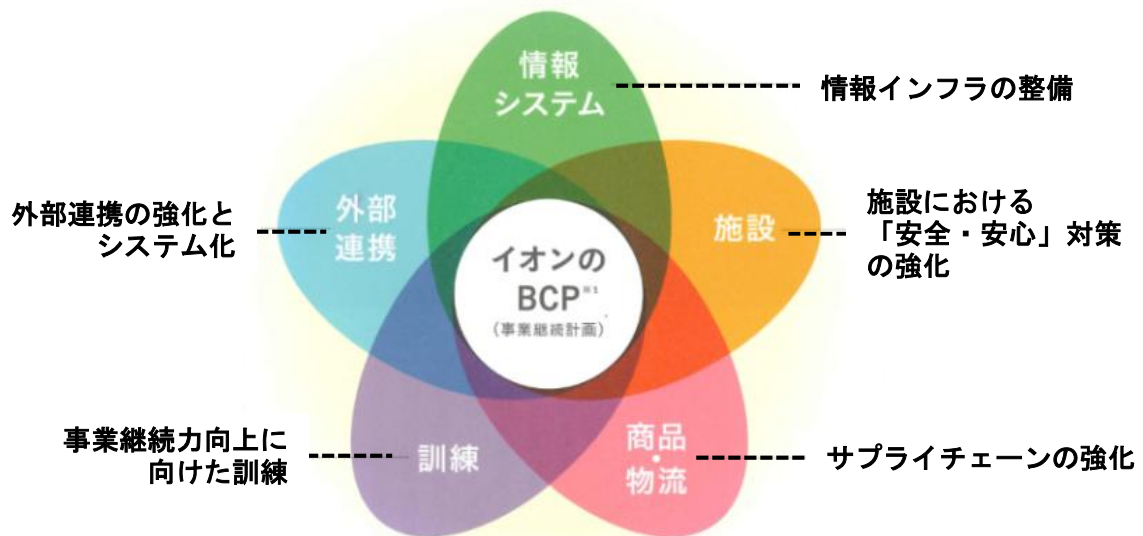 情報
システム
情報インフラの整備
外部
連携
外部連携の強化と
システム化
施設
施設における
「安全・安心」対策
の強化
イオンの
BCP※1
(事業継続計画)
訓練
事業継続力向上に
向けた訓練
商品
・
物流
サプライチェーンの強化